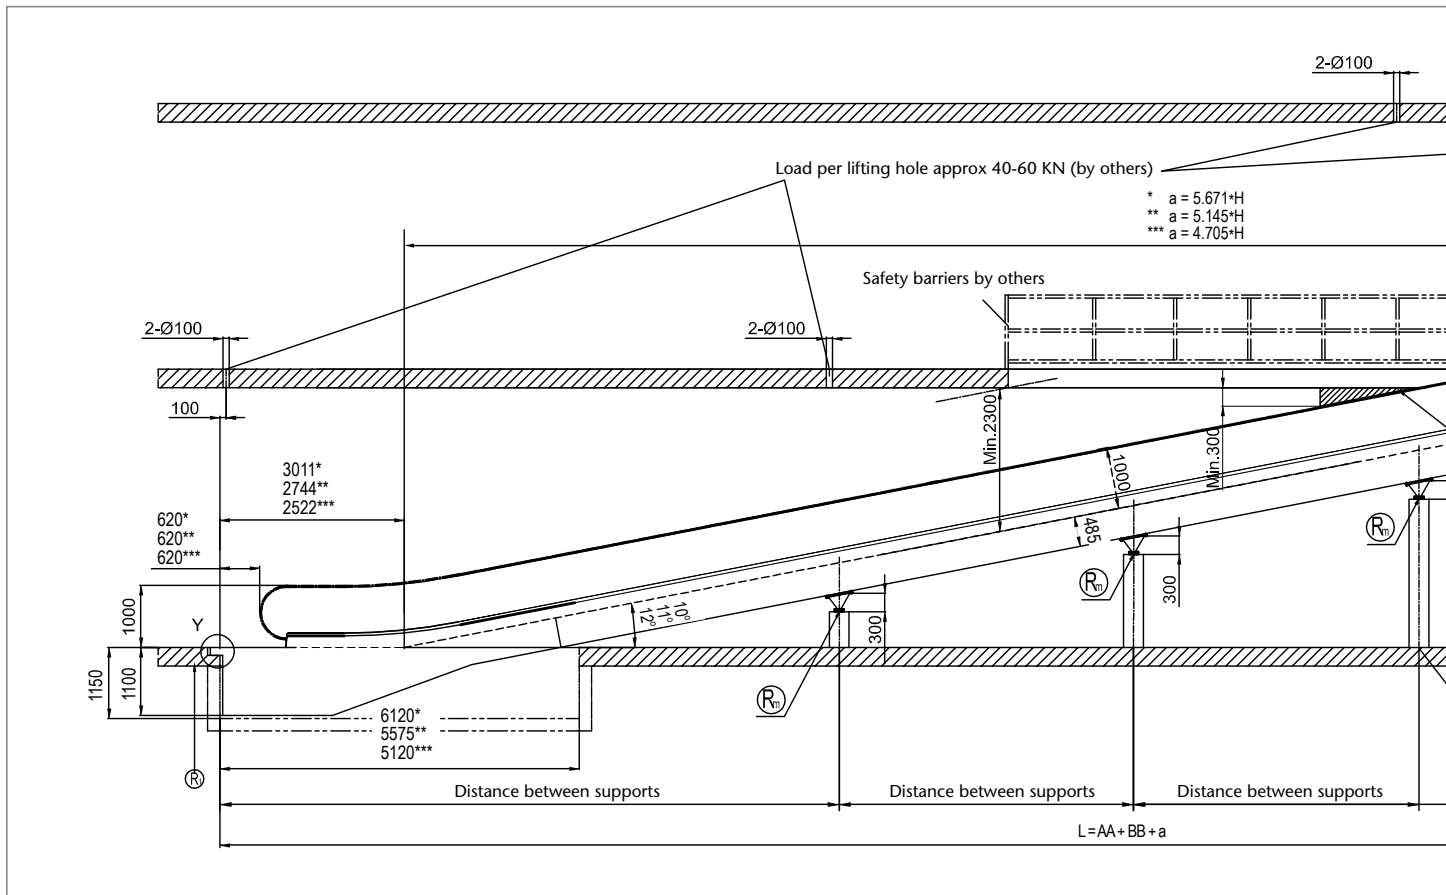 2-Ø100
Load per lifting hole approx 40-60 KN (by others)
* a = 5.671*H
** a = 5.145*H
*** a = 4.705*H
Safety barriers by others
2-Ø100
2-Ø100
100
Min.2300
Min.300
3011*
2744**
2522***
1000
620*
620**
620***
485
Rm
Rm
300
1000
Y
10°
11°
12°
300
1150
1100
Rm
6120*
5575**
5120***
Distance between supports
Distance between supports
Distance between supports
L=AA+BB+a